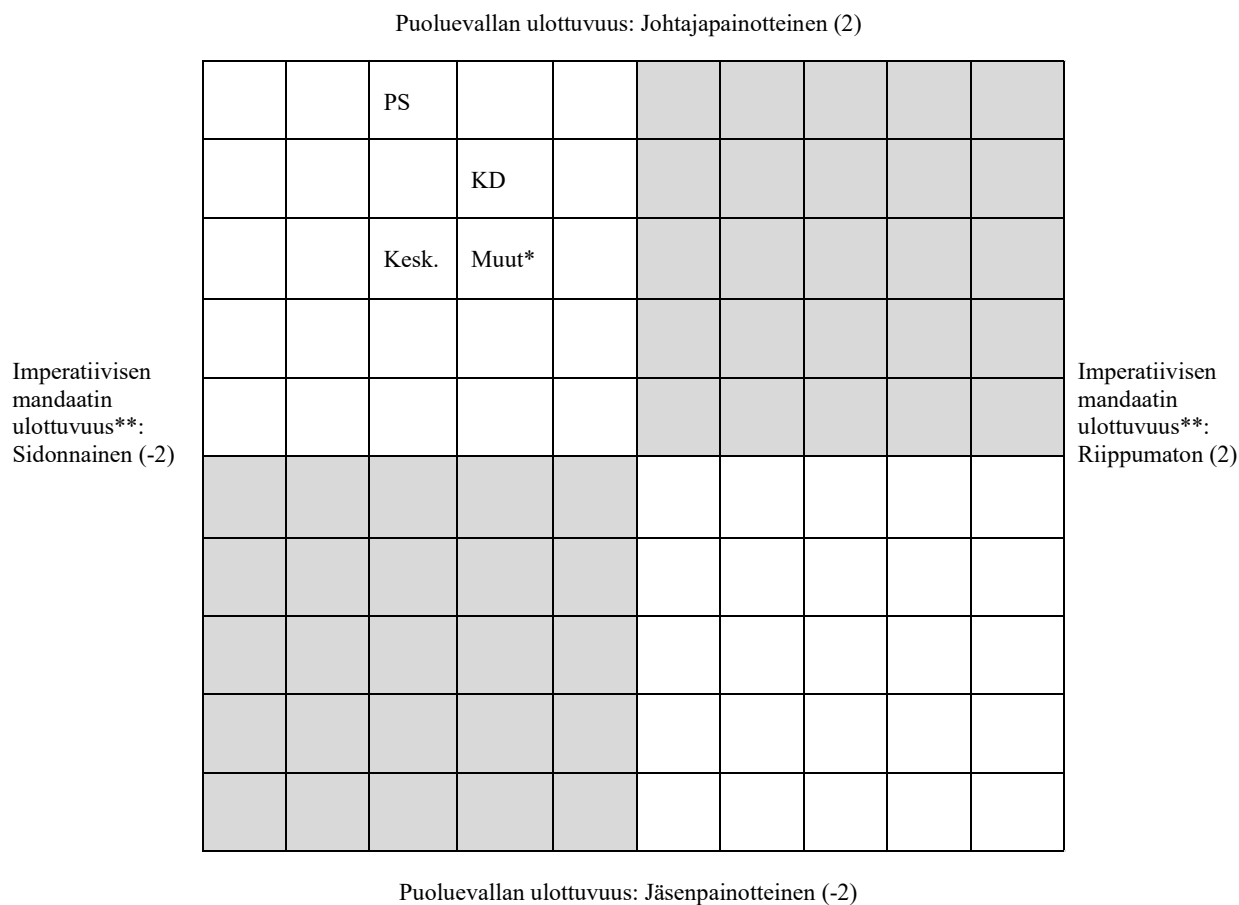 Puoluevallan ulottuvuus: Johtajapainotteinen (2)
PS
KD
Kesk.
Muut*
Imperatiivisen
mandaatin
ulottuvuus**:
Sidonnainen (-2)
Imperatiivisen
mandaatin
ulottuvuus**:
Riippumaton (2)
Puoluevallan ulottuvuus: Jäsenpainotteinen (-2)